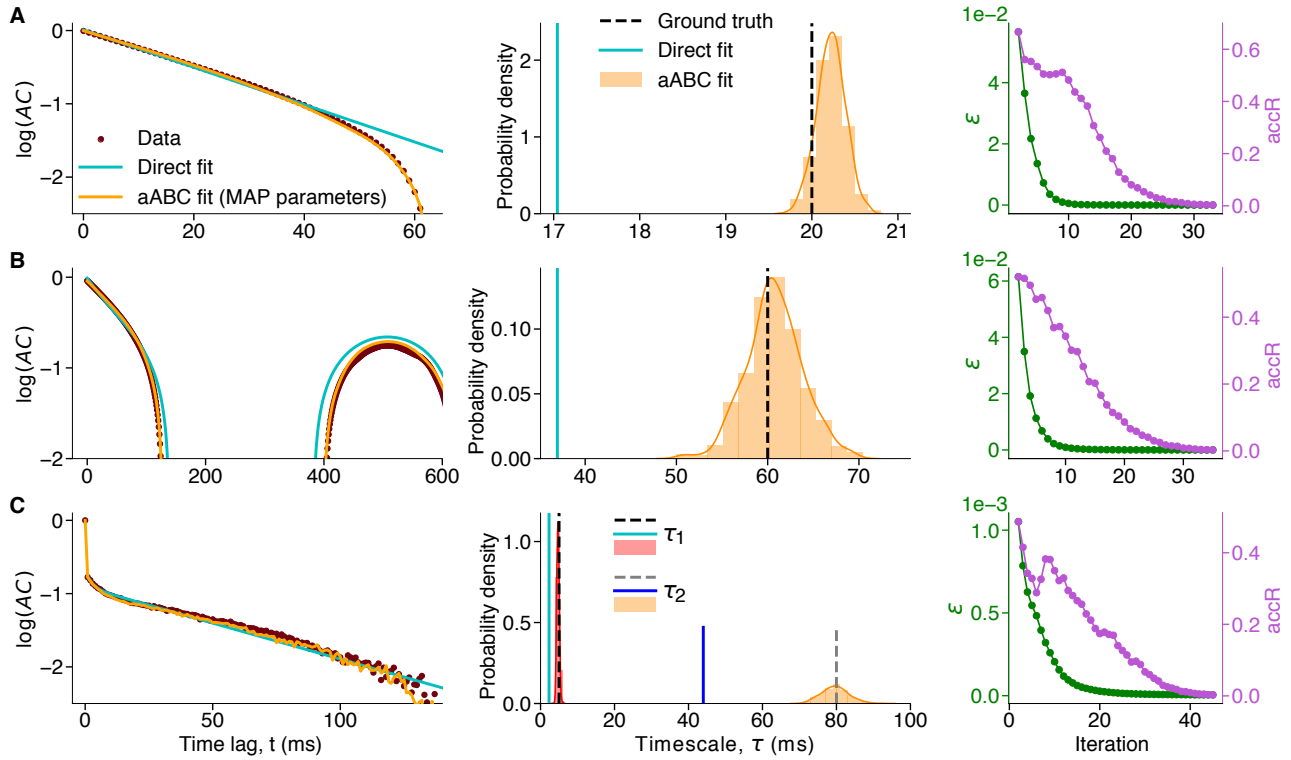 A
log(AC)
0
−1
−2
Data
Direct fit
aABC fit (MAP parameters)
0
20
40
60
Probability density
2
1
0
Ground truth
Direct fit
aABC fit
17
18
19
20
21
1e−2
ε
4
2
0
0.6
0.4
0.2
0.0
accR
10
20
30
B
log(AC)
0
−1
−2
0
200
400
600
Probability density
0.10
0.05
0.00
40
50
60
70
1e−2
ε
6
4
2
0
0.4
0.2
0.0
accR
10
20
30
C
log(AC)
0
−1
−2
0
50
100
Time lag, t (ms)
Probability density
1.0
0.5
0.0
τ1
τ2
0
20
40
60
80
100
Timescale, τ (ms)
1e−3
ε
1.0
0.5
0.0
0.4
0.2
0.0
accR
0
20
40
Iteration